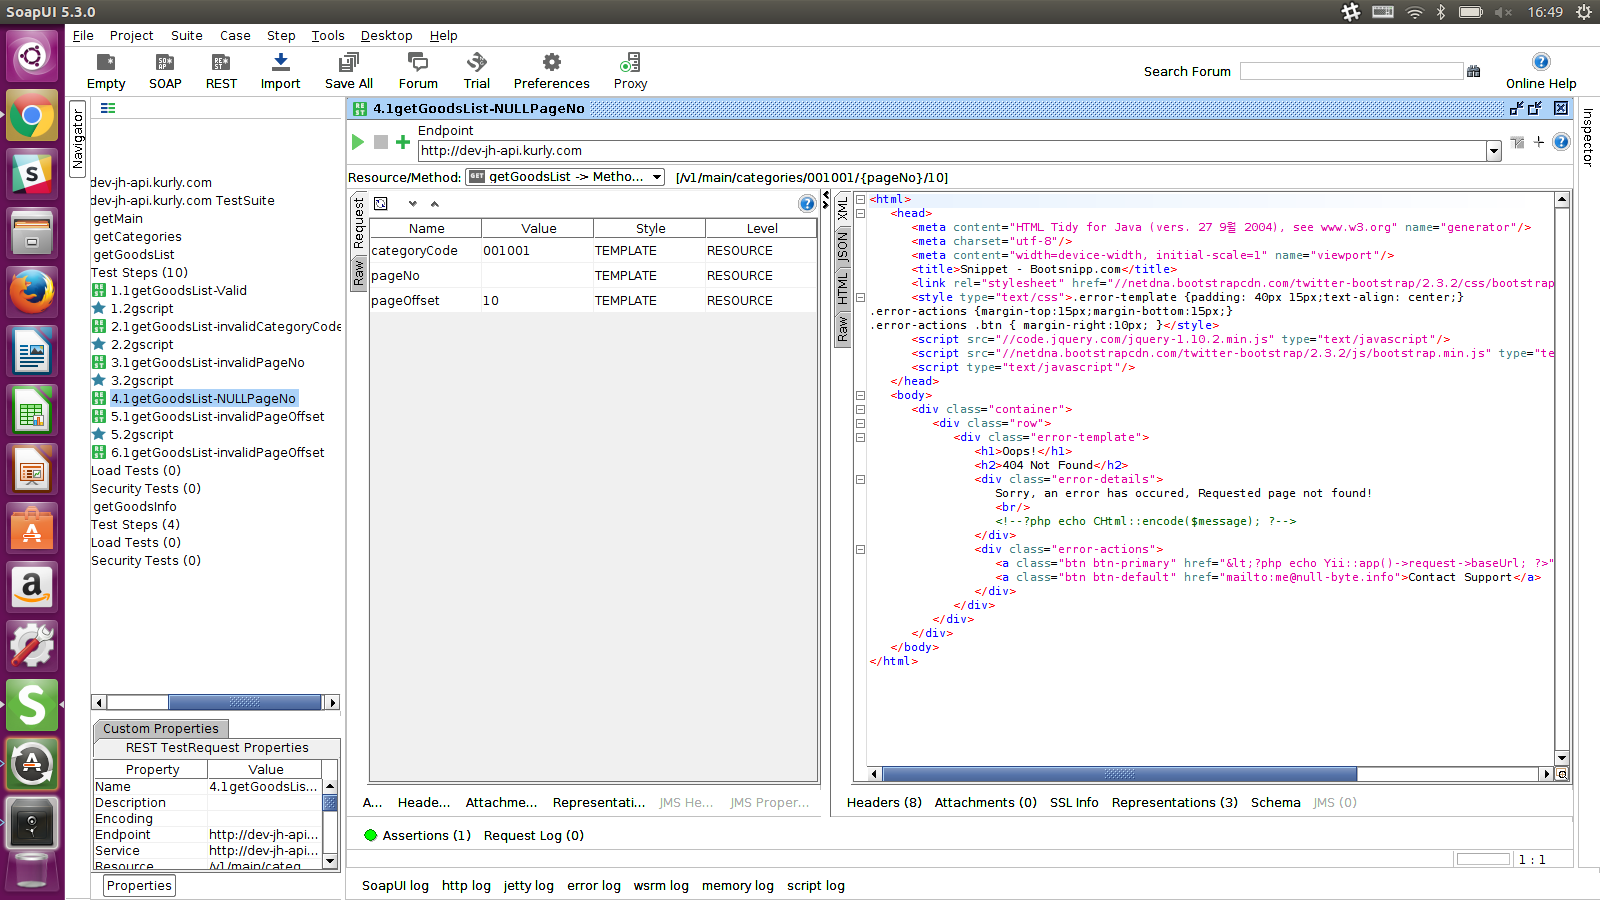 SoapUI 5.3.0
16:49
File Project Suite Case Step Tools Desktop Help
Empty SOAP REST Import Save All Forum Trial Preferences Proxy
Search Forum
Online Help
Navigator
dev-jh-api.kurly.com
dev-jh-api.kurly.com TestSuite
getMain
getCategories
getGoodsList
Test Steps (10)
1.1getGoodsList-Valid
1.2gscript
2.1getGoodsList-invalidCategoryCode
2.2gscript
3.1getGoodsList-invalidPageNo
3.2gscript
4.1getGoodsList-NULLPageNo
5.1getGoodsList-invalidPageOffset
5.2gscript
6.1getGoodsList-invalidPageOffset
Load Tests (0)
Security Tests (0)
getGoodsInfo
Test Steps (4)
Load Tests (0)
Security Tests (0)
Custom Properties
REST TestRequest Properties
Property Value
Name 4.1getGoodsLis...
Description
Encoding
Endpoint http://dev-jh-api...
Service http://dev-jh-api...
Resource /v1/main/categ...
Properties
4.1getGoodsList-NULLPageNo
Endpoint
http://dev-jh-api.kurly.com
Resource/Method: GET getGoodsList -> Metho... [/v1/main/categories/001001/{pageNo}/10]
Request
Raw
Name Value Style Level
categoryCode 001001 TEMPLATE RESOURCE
pageNo TEMPLATE RESOURCE
pageOffset 10 TEMPLATE RESOURCE
A... Heade... Attachme... Representati... JMS He... JMS Proper...
XML
JSON
HTML
Raw
<html>
<head>
<meta content="HTML Tidy for Java (vers. 27 9월 2004), see www.w3.org" name="generator"/>
<meta charset="utf-8"/>
<meta content="width=device-width, initial-scale=1" name="viewport"/>
<title>Snippet - Bootsnipp.com</title>
<link rel="stylesheet" href="//netdna.bootstrapcdn.com/twitter-bootstrap/2.3.2/css/bootstrap
<style type="text/css">.error-template {padding: 40px 15px;text-align: center;}
.error-actions {margin-top:15px;margin-bottom:15px;}
.error-actions .btn { margin-right:10px; }</style>
<script src="//code.jquery.com/jquery-1.10.2.min.js" type="text/javascript"/>
<script src="//netdna.bootstrapcdn.com/twitter-bootstrap/2.3.2/js/bootstrap.min.js" type="te
<script type="text/javascript"/>
</head>
<body>
<div class="container">
<div class="row">
<div class="error-template">
<h1>Oops!</h1>
<h2>404 Not Found</h2>
<div class="error-details">
Sorry, an error has occured, Requested page not found!
<br/>
<!--?php echo CHtml::encode($message); ?-->
</div>
<div class="error-actions">
<a class="btn btn-primary" href="&lt;?php echo Yii::app()->request->baseUrl; ?>"
<a class="btn btn-default" href="mailto:me@null-byte.info">Contact Support</a>
</div>
</div>
</div>
</div>
</body>
</html>
Headers (8) Attachments (0) SSL Info Representations (3) Schema JMS (0)
Assertions (1) Request Log (0)
1 : 1
SoapUI log http log jetty log error log wsrm log memory log script log
Inspector